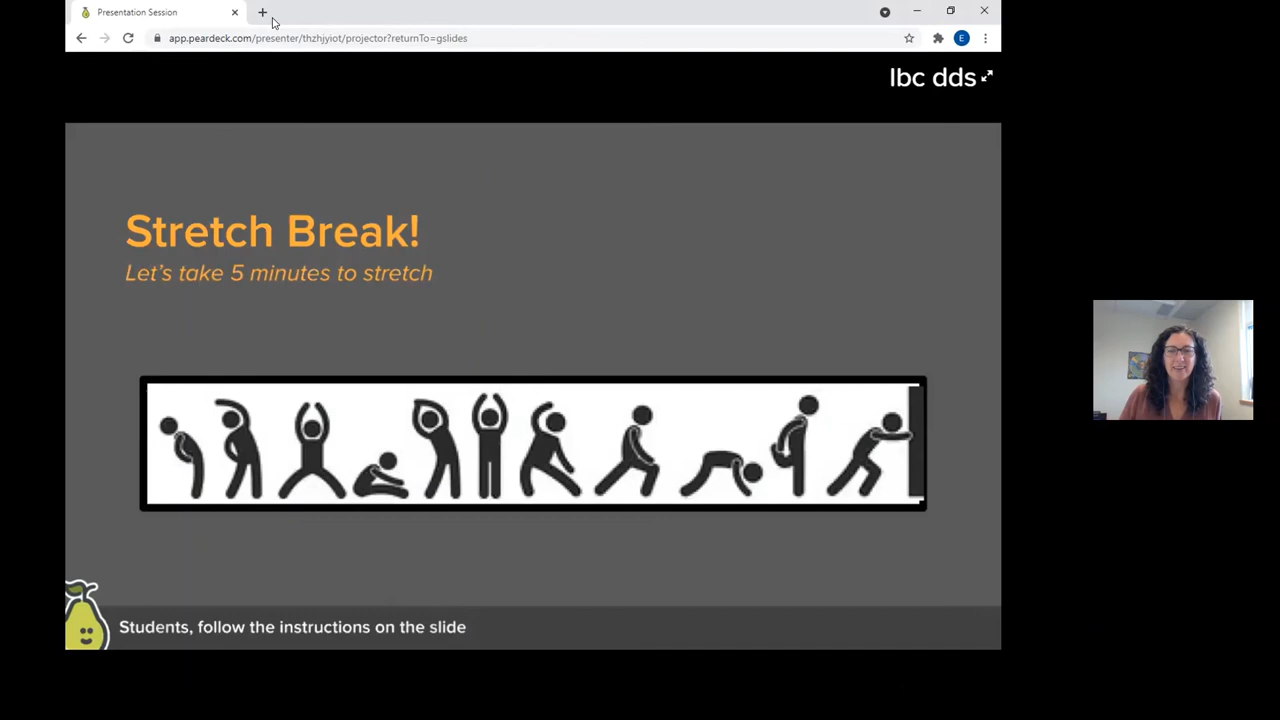 Presentation Session
app.peardeck.com/presenter/thzhjyiot/projector?returnTo=gslides
E
lbc dds
Stretch Break!
Let's take 5 minutes to stretch
Students, follow the instructions on the slide